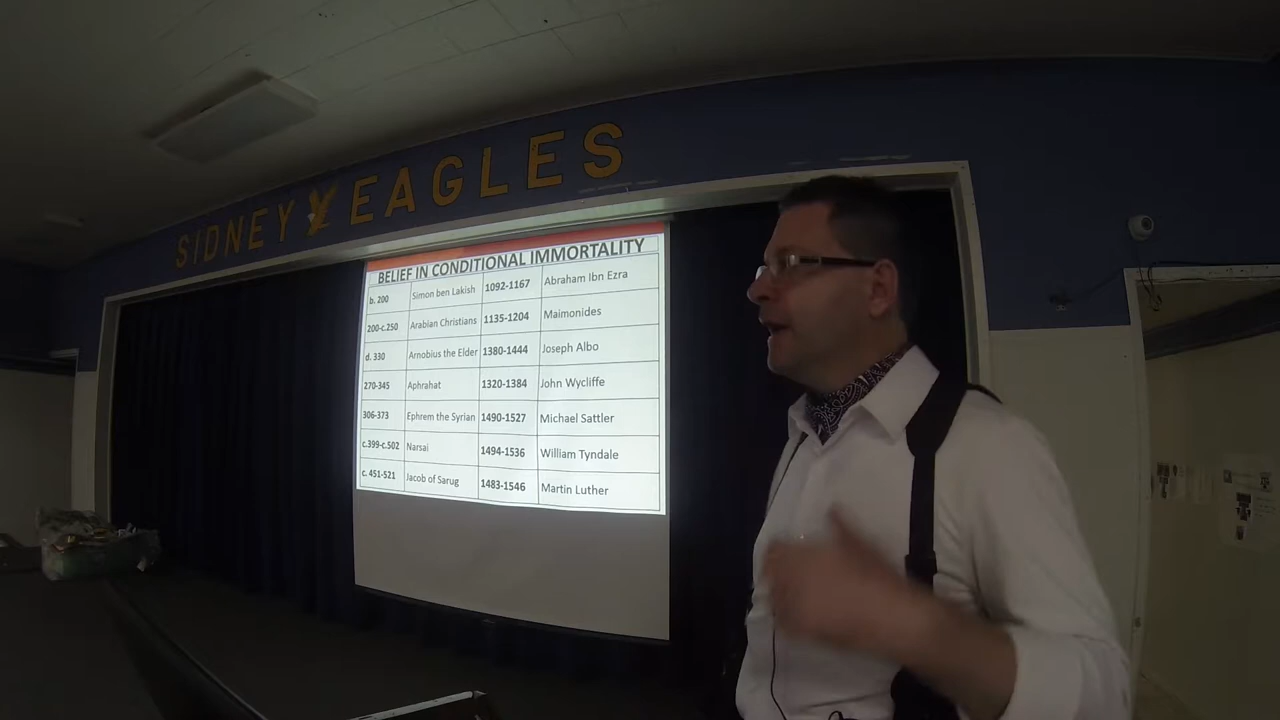 SIDNEY EAGLES
BELIEF IN CONDITIONAL IMMORTALITY
b. 200 Simon ben Lakish 1092-1167 Abraham Ibn Ezra
200-c.250 Arabian Christians 1135-1204 Maimonides
d. 330 Arnobius the Elder 1380-1444 Joseph Albo
270-345 Aphrahat 1320-1384 John Wycliffe
306-373 Ephrem the Syrian 1490-1527 Michael Sattler
c.399-c.502 Narsai 1494-1536 William Tyndale
c. 451-521 Jacob of Sarug 1483-1546 Martin Luther